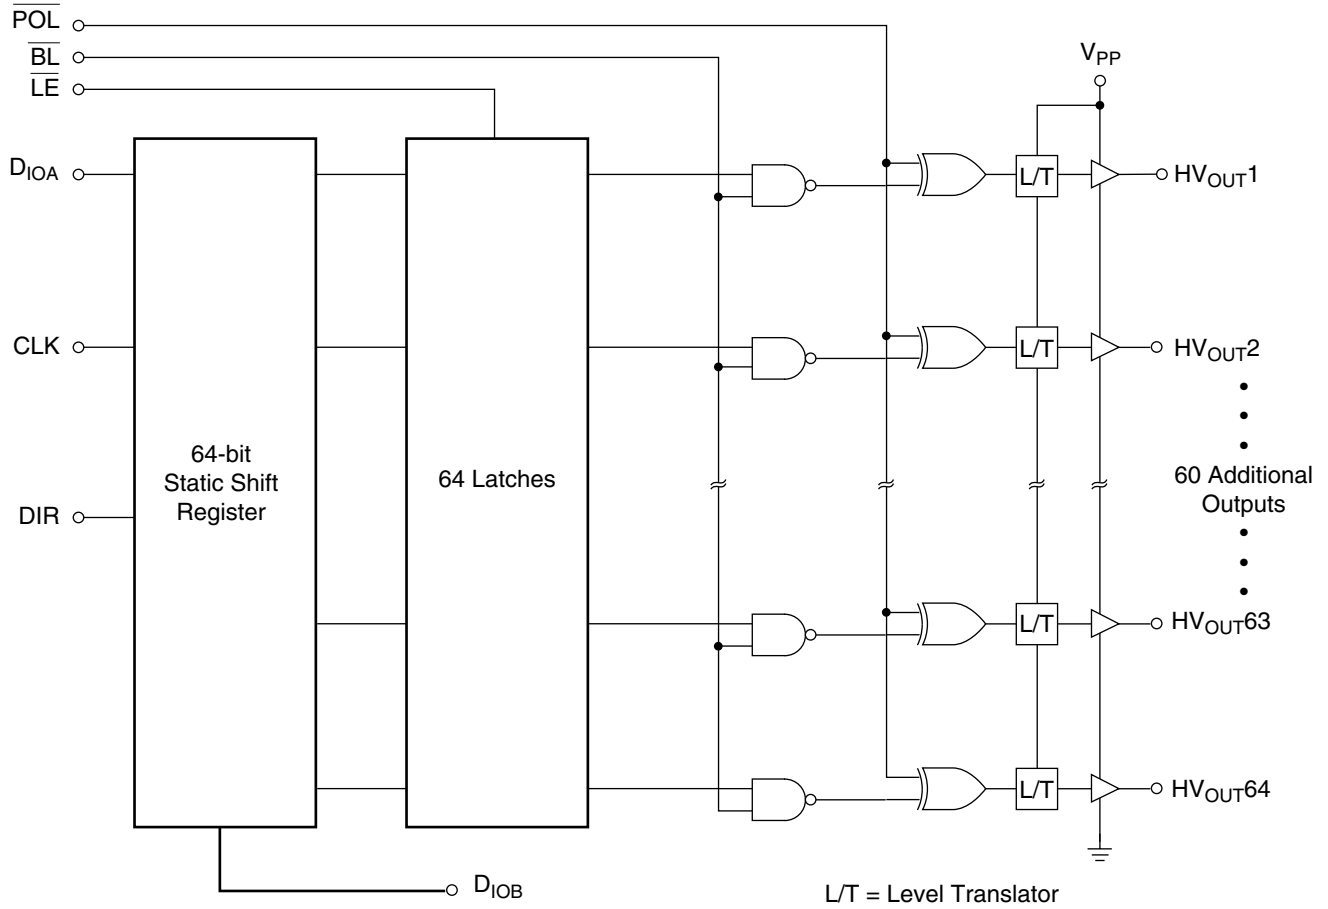 POL
BL
LE
V_PP
D_IOA
L/T
HV_OUT1
CLK
L/T
HV_OUT2
64-bit
Static Shift
Register
64 Latches
60 Additional
Outputs
DIR
L/T
HV_OUT63
L/T
HV_OUT64
D_IOB
L/T = Level Translator